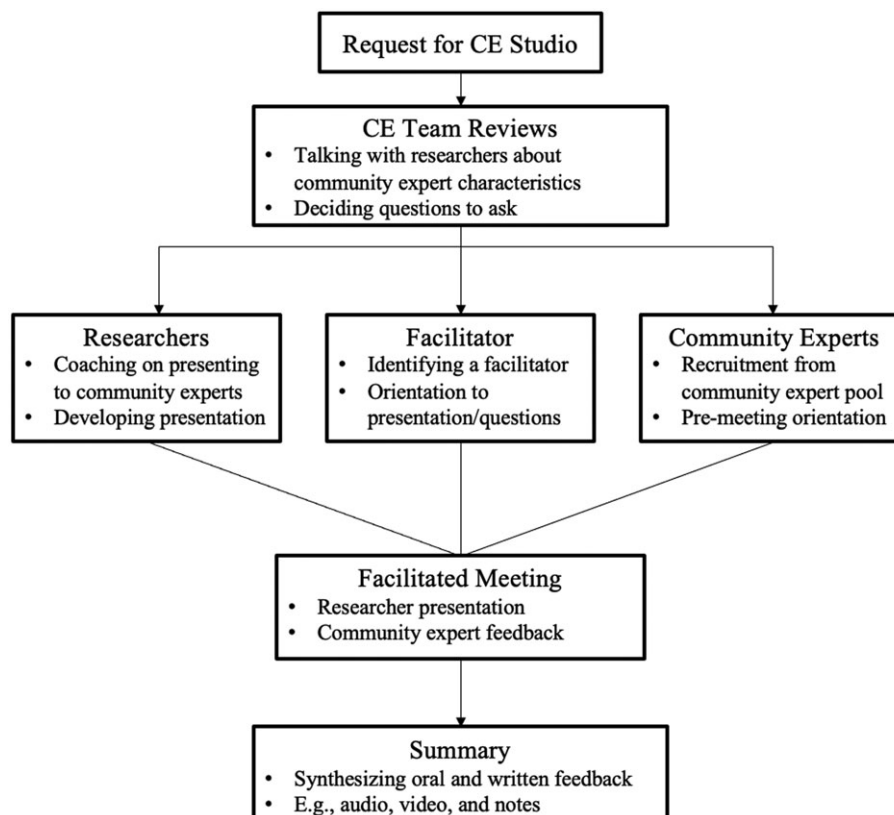 Request for CE Studio
CE Team Reviews
• Talking with researchers about
community expert characteristics
• Deciding questions to ask
Researchers
• Coaching on presenting
to community experts
• Developing presentation
Facilitator
• Identifying a facilitator
• Orientation to
presentation/questions
Community Experts
• Recruitment from
community expert pool
• Pre-meeting orientation
Facilitated Meeting
• Researcher presentation
• Community expert feedback
Summary
• Synthesizing oral and written feedback
• E.g., audio, video, and notes